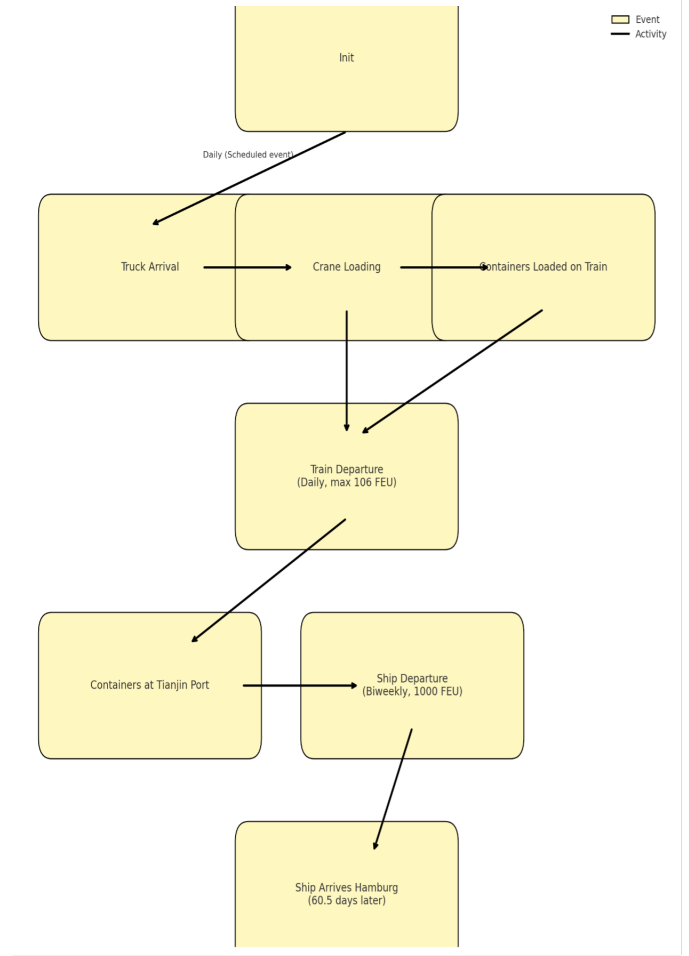 Init
Event
Activity
Daily (Scheduled event)
Truck Arrival
Crane Loading
Containers Loaded on Train
Train Departure
(Daily, max 106 FEU)
Containers at Tianjin Port
Ship Departure
(Biweekly, 1000 FEU)
Ship Arrives Hamburg
(60.5 days later)